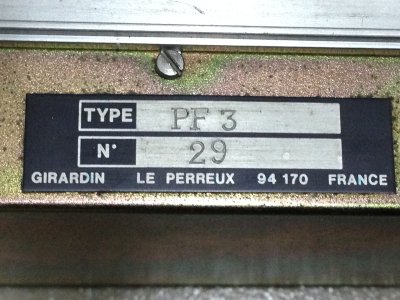 TYPE PF 3
N° 29
GIRARDIN LE PERREUX 94 170 FRANCE